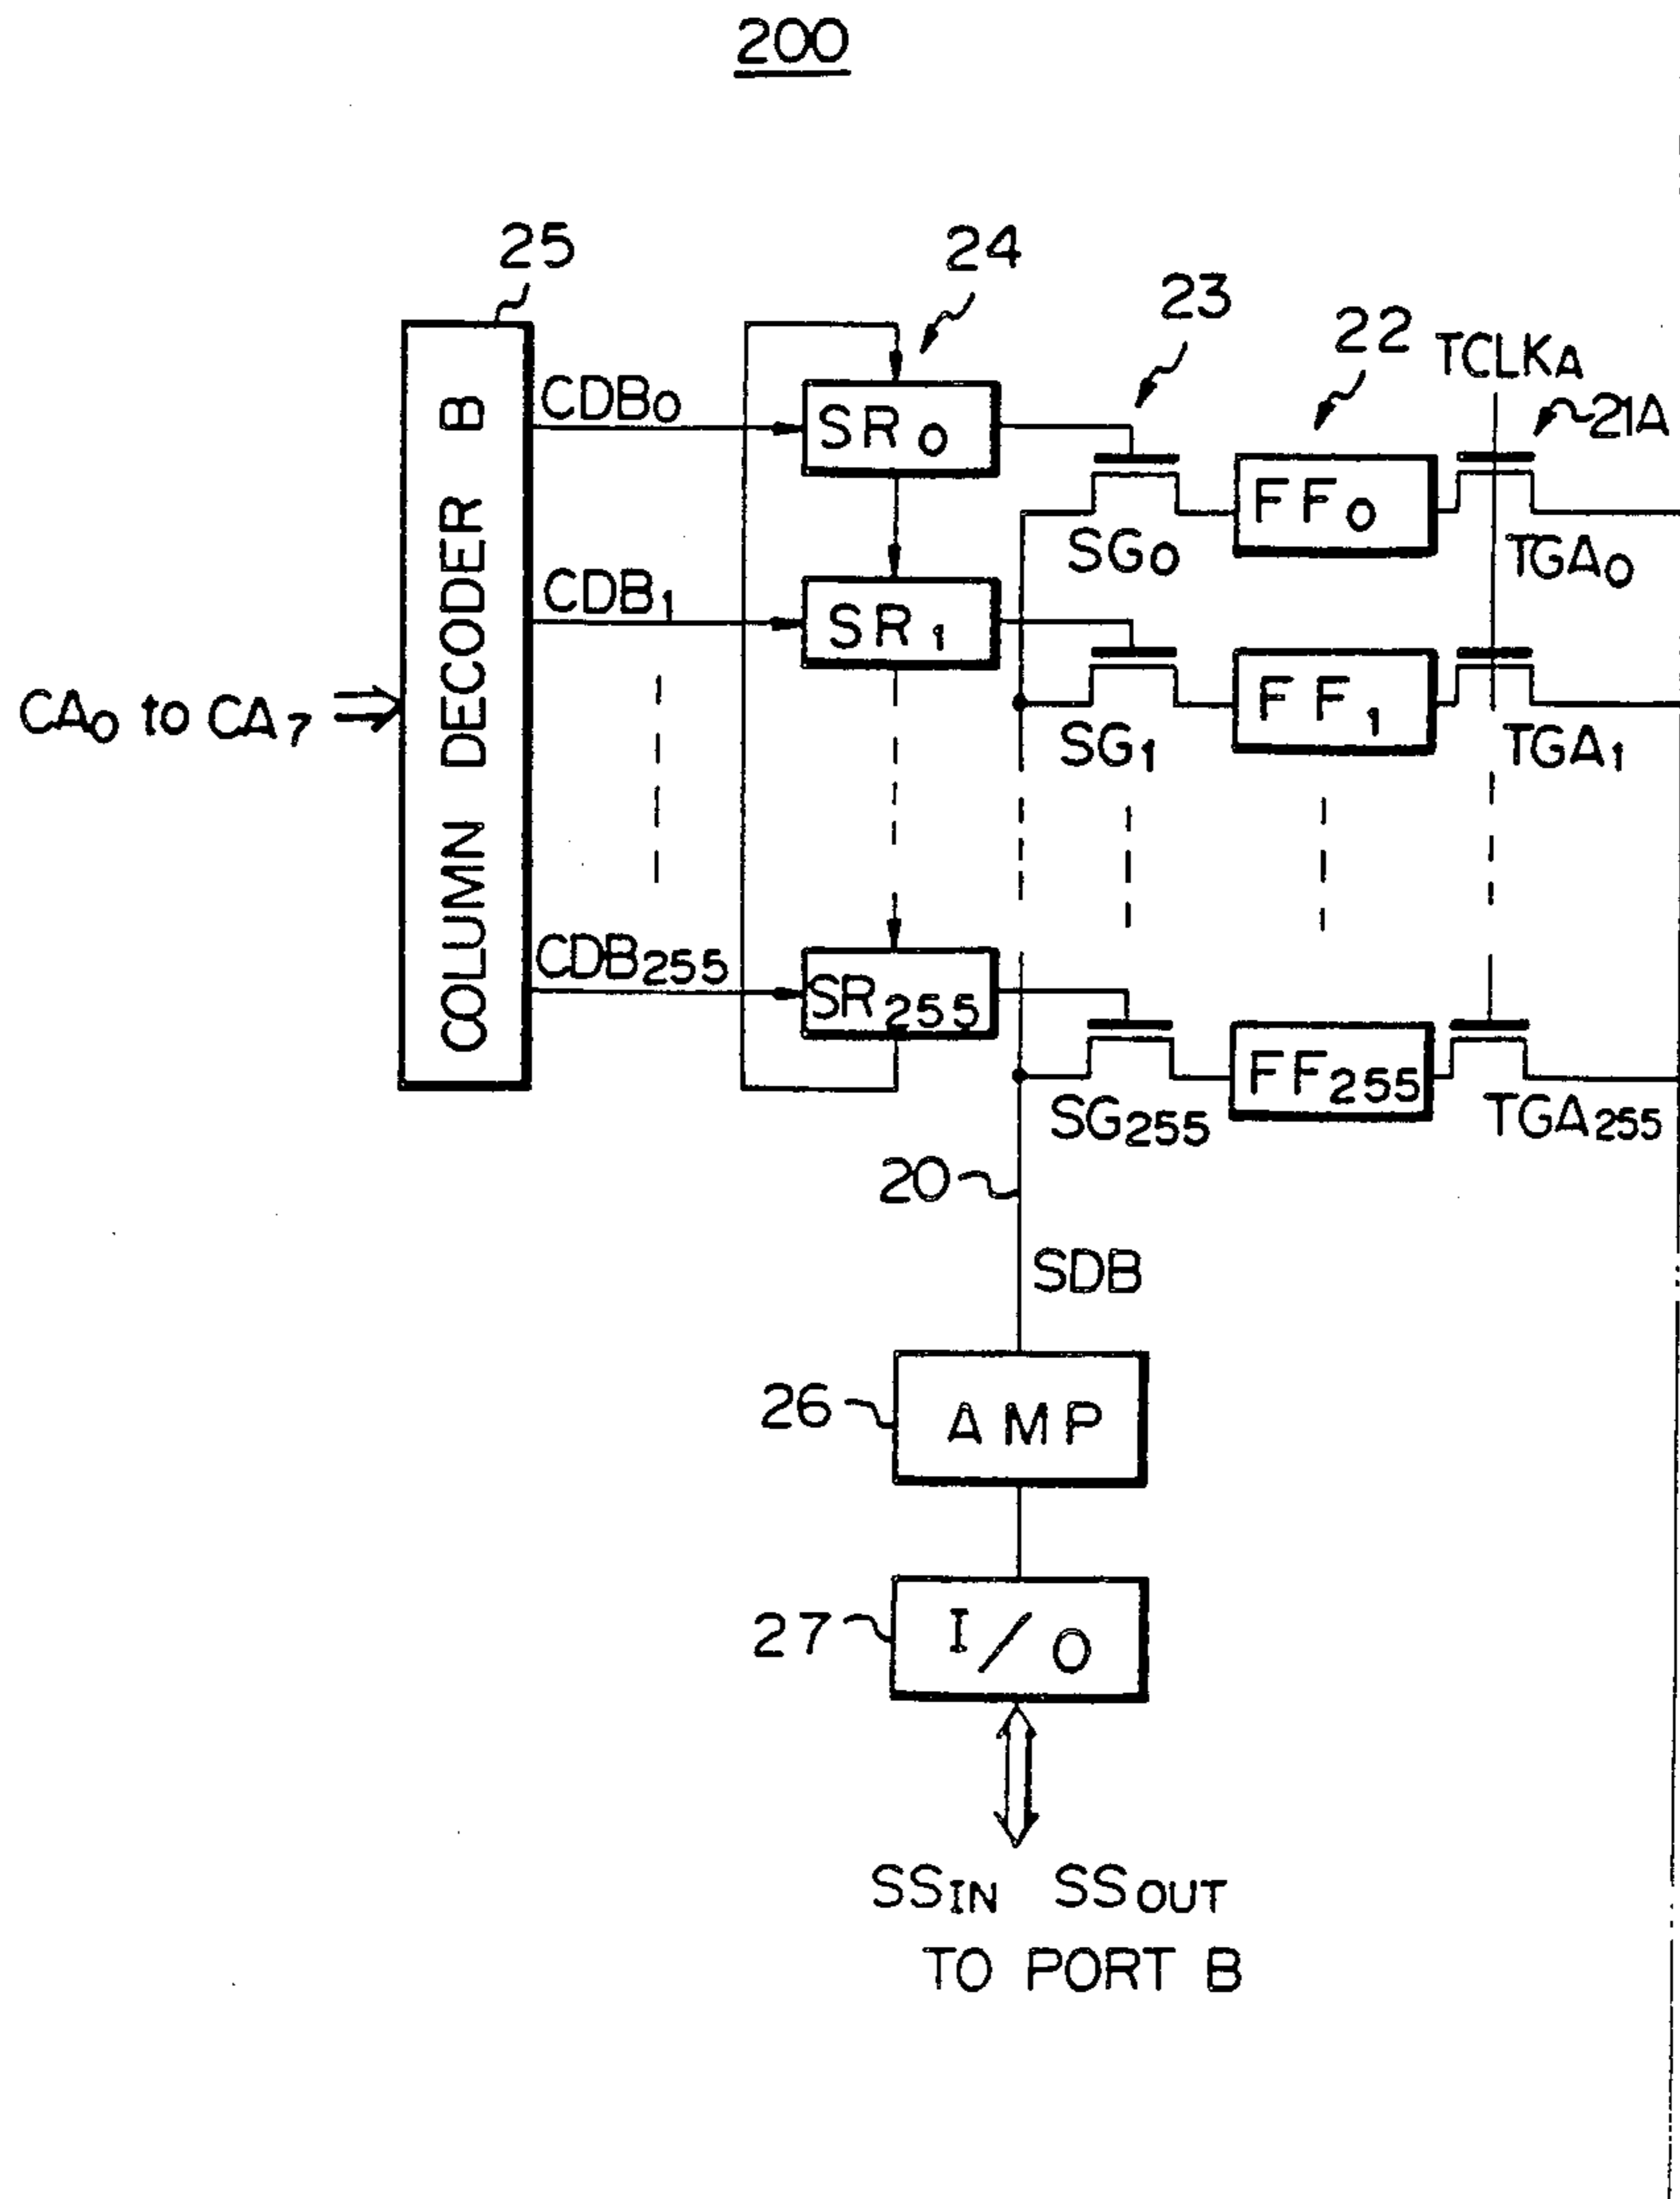 200
25
24
23
22
TCLKA
21A
COLUMN DECODER B
CDB0
SR0
SG0
FF0
TGA0
CDB1
SR1
SG1
FF1
TGA1
CA0 to CA7
CDB255
SR255
SG255
FF255
TGA255
20
SDB
26
AMP
27
I/O
SSIN SSOUT
TO PORT B